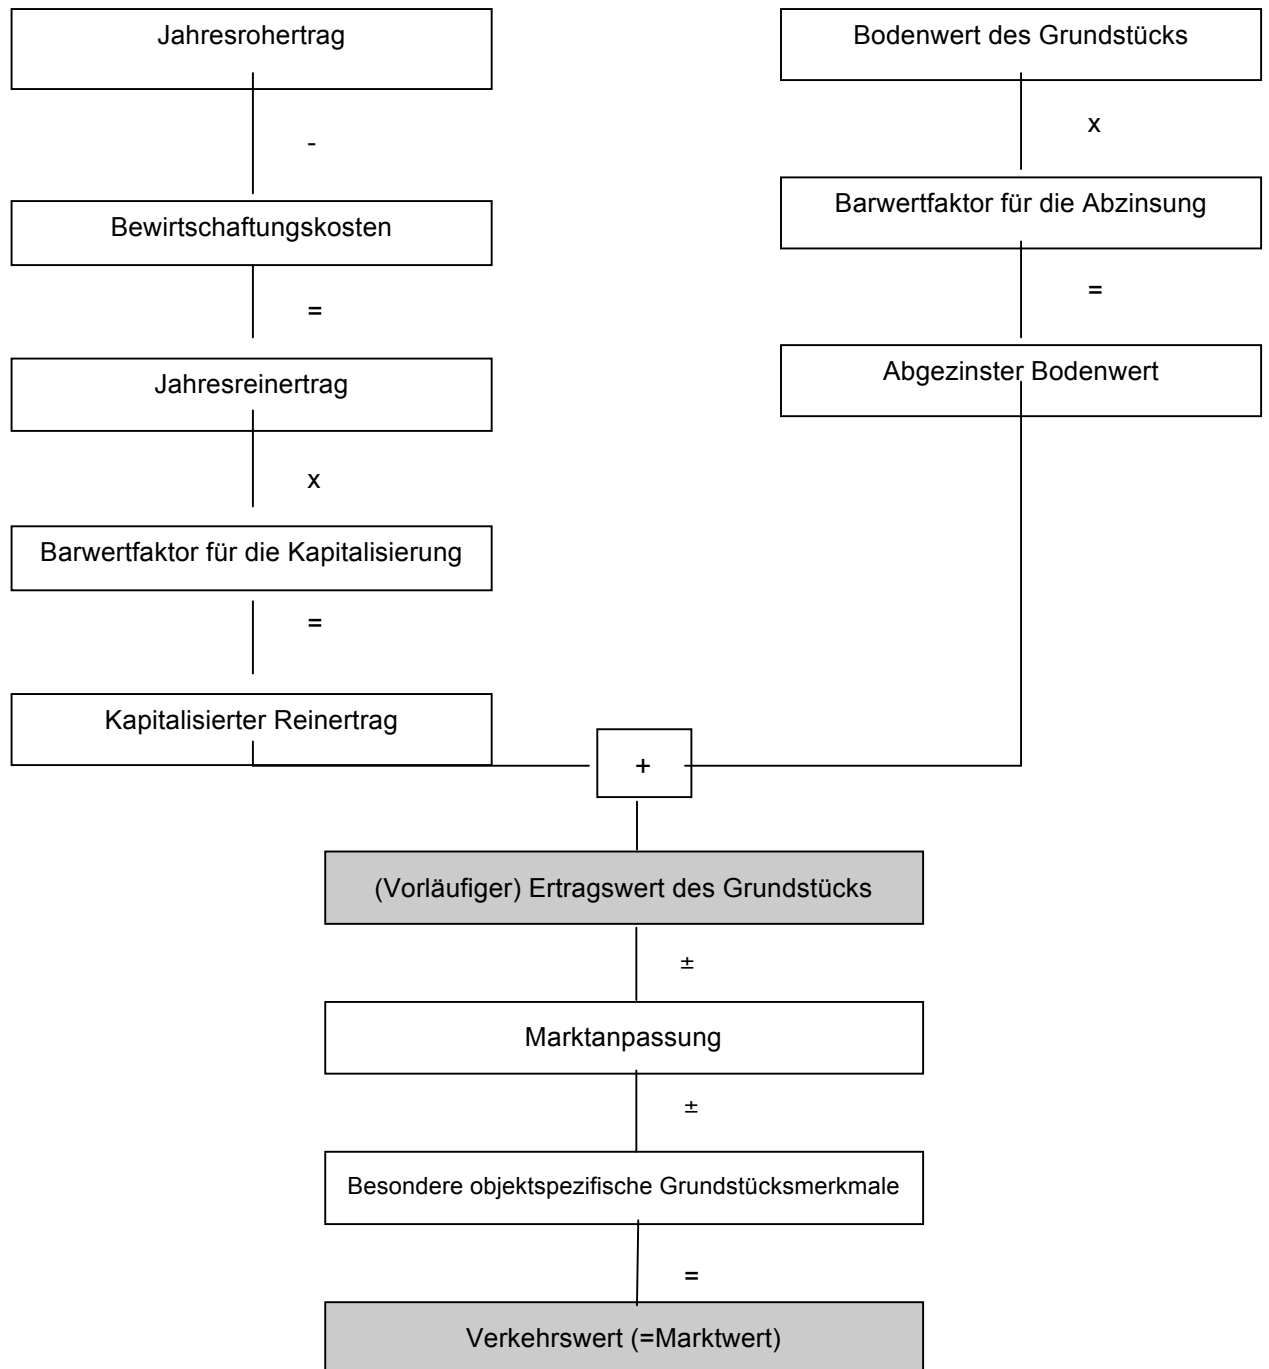 Jahresrohertrag
-
Bewirtschaftungskosten
=
Jahresreinertrag
x
Barwertfaktor für die Kapitalisierung
=
Kapitalisierter Reinertrag
Bodenwert des Grundstücks
x
Barwertfaktor für die Abzinsung
=
Abgezinster Bodenwert
+
(Vorläufiger) Ertragswert des Grundstücks
±
Marktanpassung
±
Besondere objektspezifische Grundstücksmerkmale
=
Verkehrswert (=Marktwert)